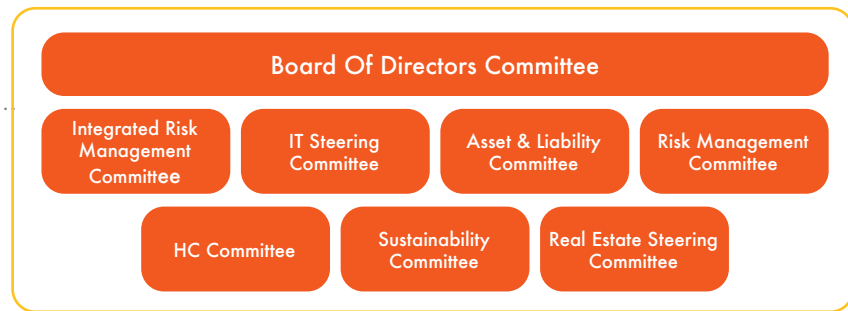 Board Of Directors Committee
Integrated Risk
Management
Committee
IT Steering
Committee
Asset & Liability
Committee
Risk Management
Committee
HC Committee
Sustainability
Committee
Real Estate Steering
Committee